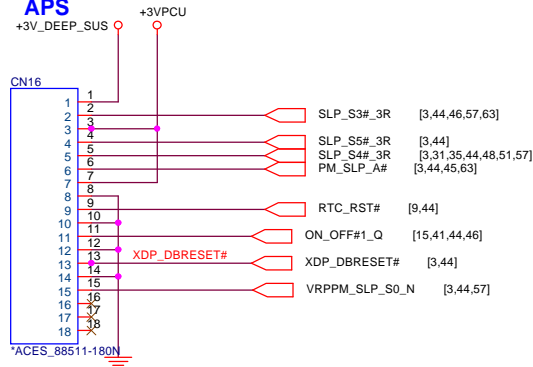 APS
+3V_DEEP_SUS +3VPCU
CN16
1 1
2 2 SLP_S3#_3R [3,44,46,57,63]
3 3
4 4 SLP_S5#_3R [3,44]
5 5 SLP_S4#_3R [3,31,35,44,48,51,57]
6 6 PM_SLP_A# [3,44,45,63]
7 7
8 8
9 9 RTC_RST# [9,44]
10 10
11 11 ON_OFF#1_Q [15,41,44,46]
12 12
13 13 XDP_DBRESET# XDP_DBRESET# [3,44]
14 14
15 15 VRPPM_SLP_S0_N [3,44,57]
16 16
17 17
18 18
*ACES_88511-180N